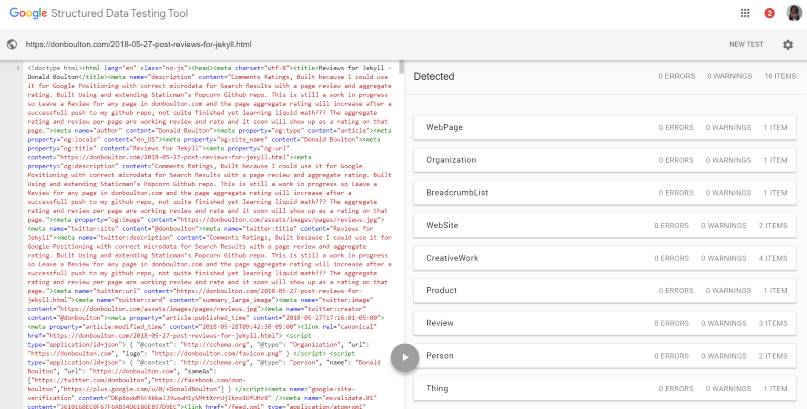 Google Structured Data Testing Tool
2
https://donboulton.com/2018-05-27-post-reviews-for-jekyll.html
NEW TEST
1 <!doctype html><html lang="en" class="no-js"><head><meta charset="utf-8"><title>Reviews for Jekyll -
Donald Boulton</title><meta name="description" content="Comments Ratings, Built because I could use
it for Google Positioning with correct microdata for Search Results with a page review and aggregate
rating. Built Using and extending Staticman's Popcorn Github repo. This is still a work in progress
so Leave a Review for any page in donboulton.com and the page aggregate rating will increase after a
successfull push to my github repo, not quite finished yet learning liquid math??? The aggregate
rating and review per page are working review and rate and it soon will show up as a rating on that
page."><meta name="author" content="Donald Boulton"><meta property="og:type" content="article"><meta
property="og:locale" content="en_US"><meta property="og:site_name" content="Donald Boulton"><meta
property="og:title" content="Reviews for Jekyll"><meta property="og:url"
content="https://donboulton.com/2018-05-27-post-reviews-for-jekyll.html"><meta
property="og:description" content="Comments Ratings, Built because I could use it for Google
Positioning with correct microdata for Search Results with a page review and aggregate rating. Built
Using and extending Staticman's Popcorn Github repo. This is still a work in progress so Leave a
Review for any page in donboulton.com and the page aggregate rating will increase after a
successfull push to my github repo, not quite finished yet learning liquid math??? The aggregate
rating and review per page are working review and rate and it soon will show up as a rating on that
page."><meta property="og:image" content="https://donboulton.com/assets/images/pages/reviews.jpg">
<meta name="twitter:site" content="@donboulton"><meta name="twitter:title" content="Reviews for
Jekyll"><meta name="twitter:description" content="Comments Ratings, Built because I could use it for
Google Positioning with correct microdata for Search Results with a page review and aggregate
rating. Built Using and extending Staticman's Popcorn Github repo. This is still a work in progress
so Leave a Review for any page in donboulton.com and the page aggregate rating will increase after a
successfull push to my github repo, not quite finished yet learning liquid math??? The aggregate
rating and review per page are working review and rate and it soon will show up as a rating on that
page."><meta name="twitter:url" content="https://donboulton.com/2018-05-27-post-reviews-for-
jekyll.html"><meta name="twitter:card" content="summary_large_image"><meta name="twitter:image"
content="https://donboulton.com/assets/images/pages/reviews.jpg"><meta name="twitter:creator"
content="@donboulton"><meta property="article:published_time" content="2018-05-27T17:16:01-05:00">
<meta property="article:modified_time" content="2018-05-28T09:42:38-05:00"><link rel="canonical"
href="https://donboulton.com/2018-05-27-post-reviews-for-jekyll.html"><script
type="application/ld+json"> { "@context": "http://schema.org", "@type": "Organization", "url":
"https://donboulton.com", "logo": "https://donboulton.com/favicon.png" } </script> <script
type="application/ld+json"> { "@context": "http://schema.org", "@type": "person", "name": "Donald
Boulton", "url": "https://donboulton.com", "sameAs":
["https://twitter.com/donboulton","https://facebook.com/don-
boulton","https://plus.google.com/u/0/+DonaldBoulton"] } </script><meta name="google-site-
verification" /><meta name="msvalidate.01"
<link href="/feed.xml" type="application/atom+xml"
Detected 0 ERRORS 0 WARNINGS 16 ITEMS
WebPage 0 ERRORS 0 WARNINGS 1 ITEM
Organization 0 ERRORS 0 WARNINGS 1 ITEM
BreadcrumbList 0 ERRORS 0 WARNINGS 1 ITEM
WebSite 0 ERRORS 0 WARNINGS 2 ITEMS
CreativeWork 0 ERRORS 0 WARNINGS 4 ITEMS
Product 0 ERRORS 0 WARNINGS 1 ITEM
Review 0 ERRORS 0 WARNINGS 3 ITEMS
Person 0 ERRORS 0 WARNINGS 2 ITEMS
Thing 0 ERRORS 0 WARNINGS 1 ITEM